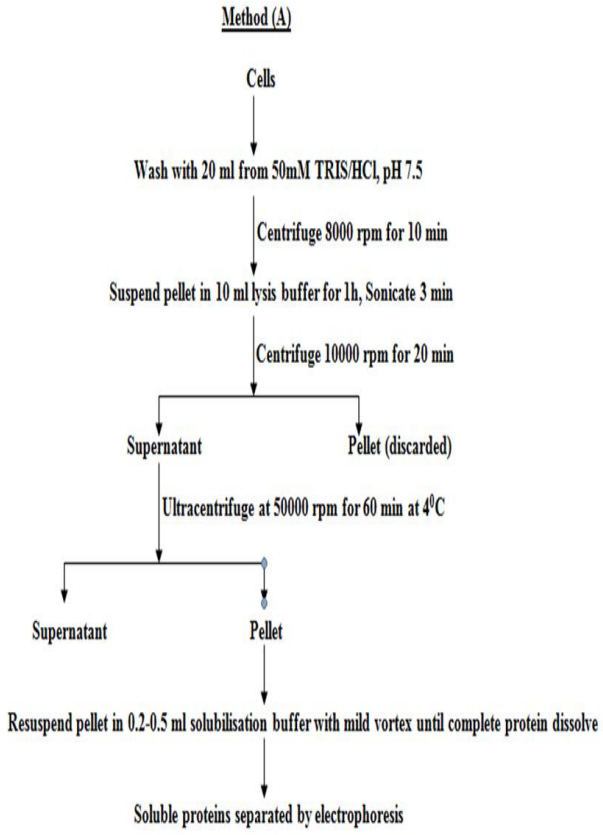 Method (A)
Cells
Wash with 20 ml from 50mM TRIS/HCl, pH 7.5
Centrifuge 8000 rpm for 10 min
Suspend pellet in 10 ml lysis buffer for 1h, Sonicate 3 min
Centrifuge 10000 rpm for 20 min
Supernatant
Pellet (discarded)
Ultracentrifuge at 50000 rpm for 60 min at 4⁰C
Supernatant
Pellet
Resuspend pellet in 0.2-0.5 ml solubilisation buffer with mild vortex until complete protein dissolve
Soluble proteins separated by electrophoresis